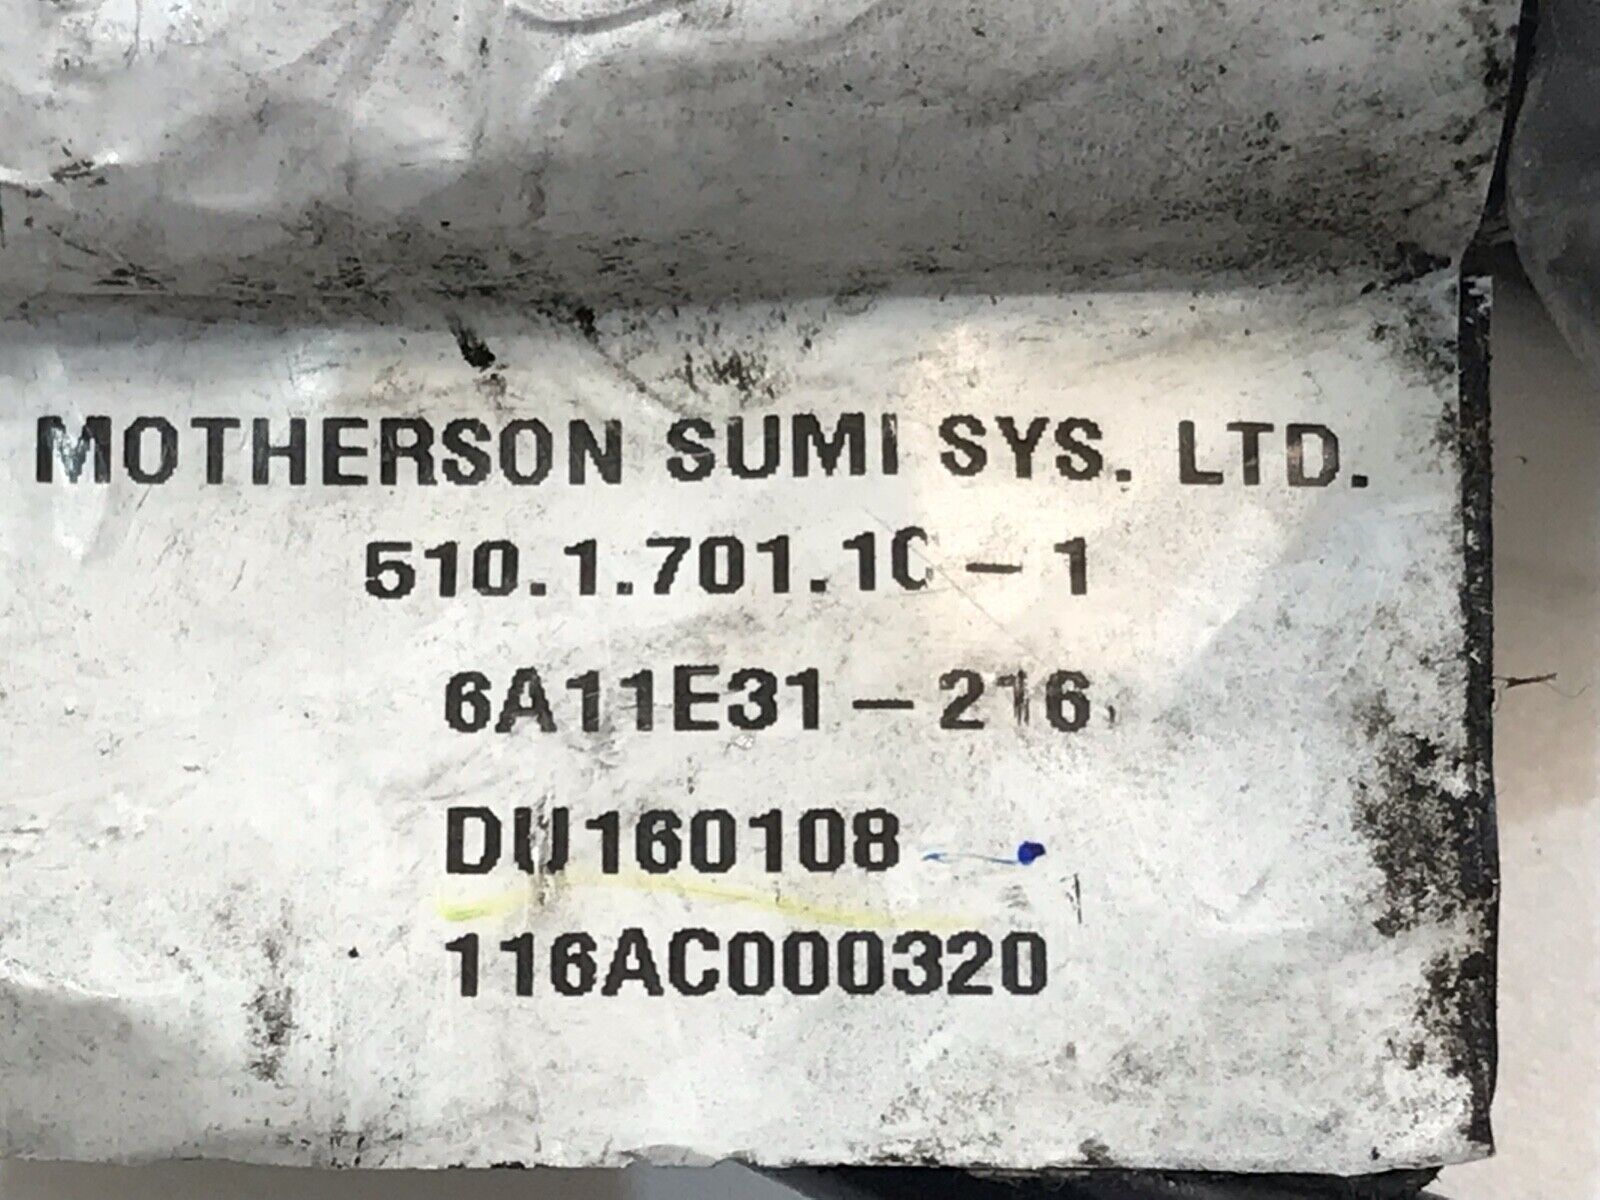 MOTHERSON SUMI SYS. LTD.
510.1.701.10-1
6A11E31-216
DU160108
116AC000320